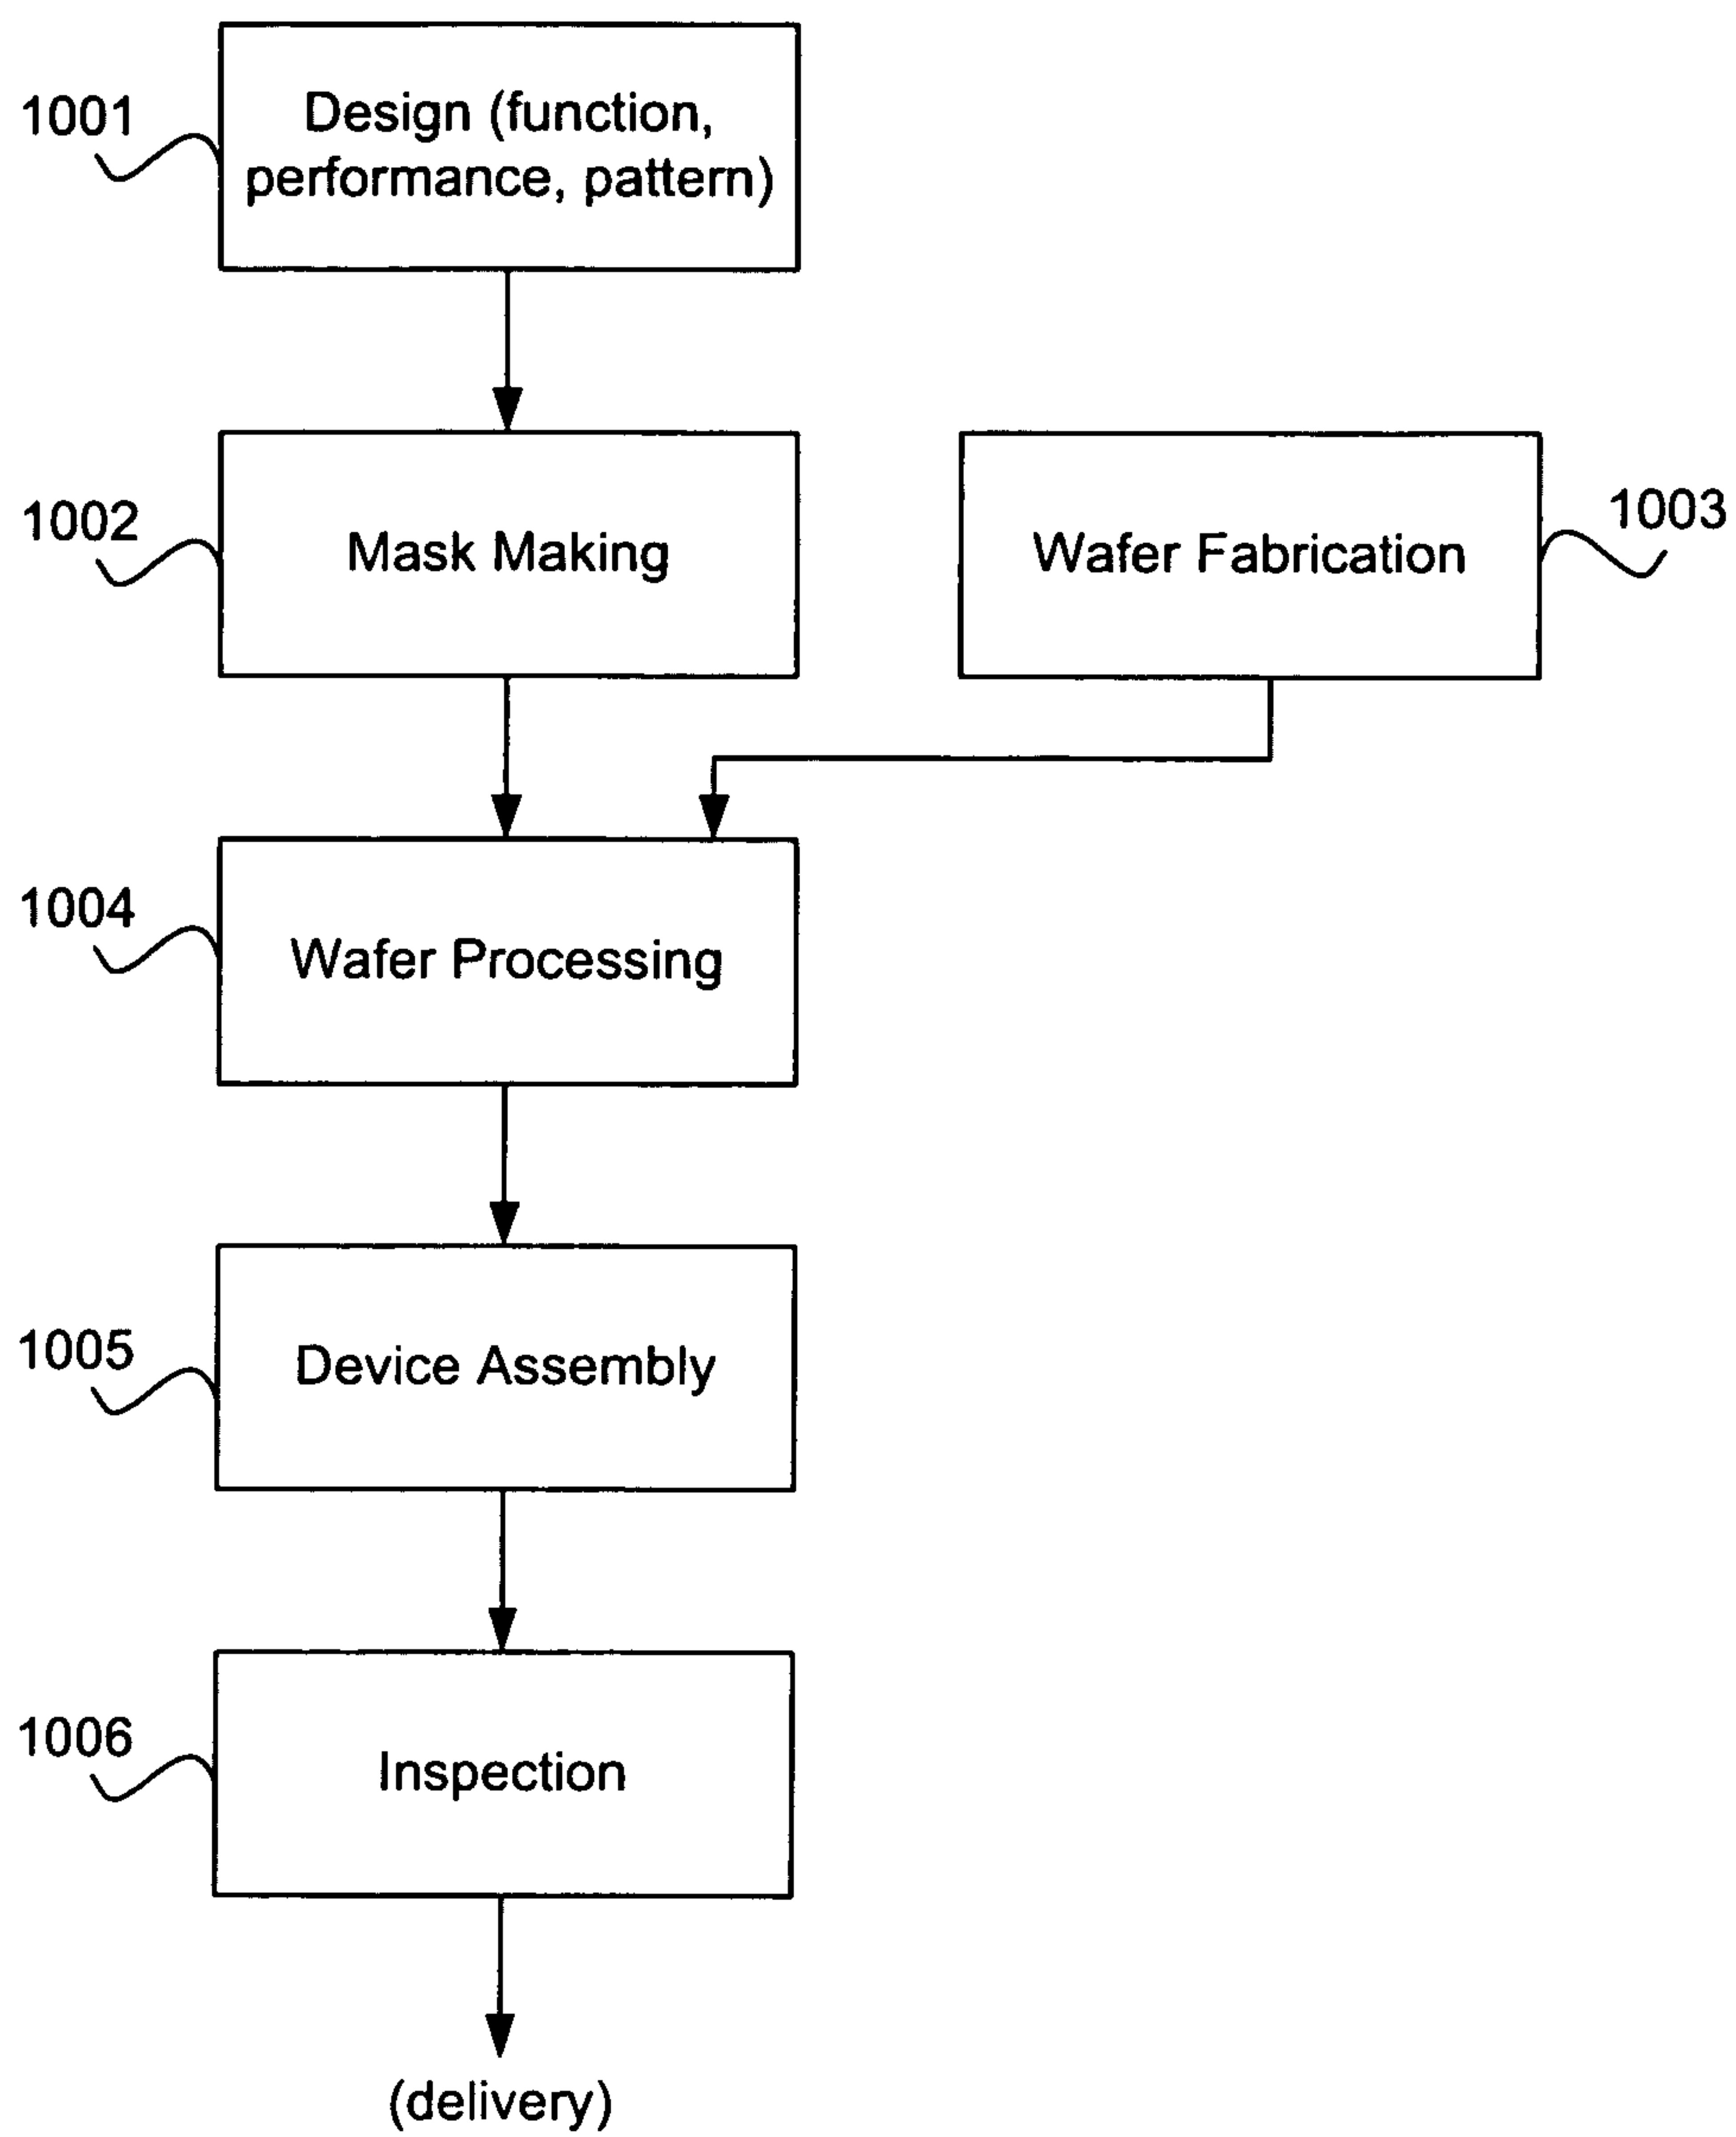 1001
Design (function,
performance, pattern)
1002
Mask Making
Wafer Fabrication
1003
1004
Wafer Processing
1005
Device Assembly
1006
Inspection
(delivery)